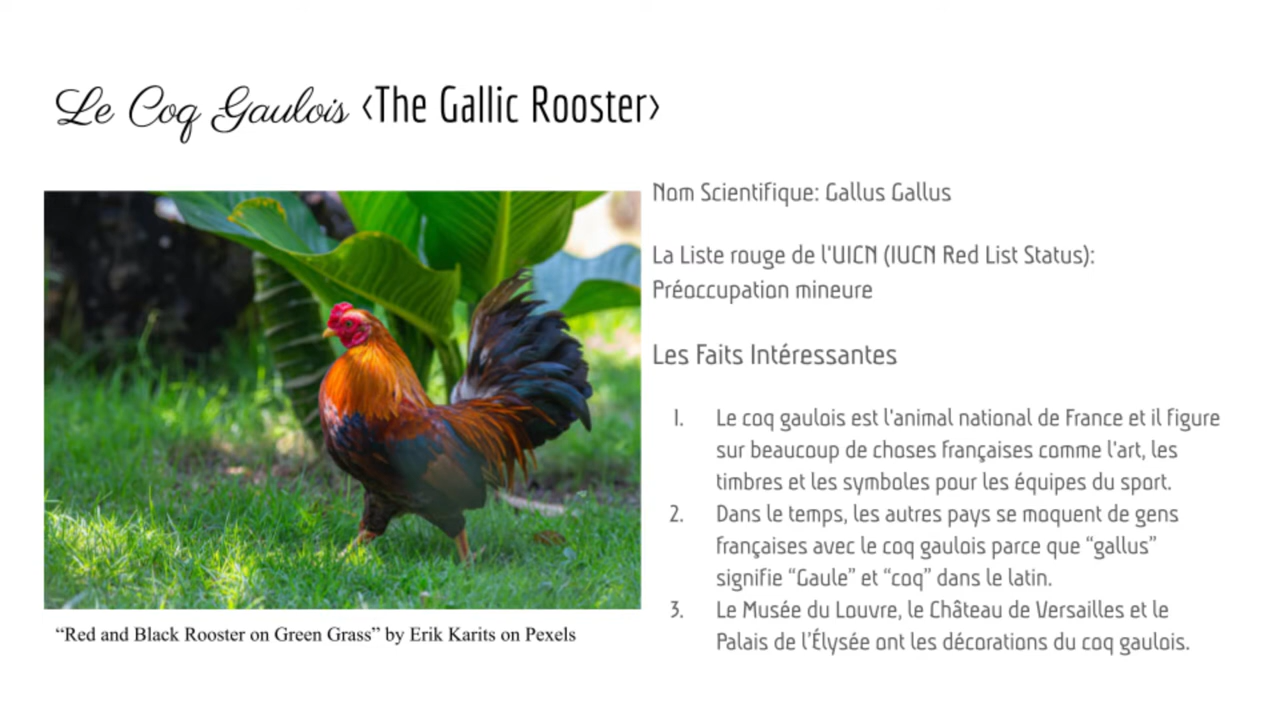 Le Coq Gaulois <The Gallic Rooster>
Nom Scientifique: Gallus Gallus
La Liste rouge de l'UICN (IUCN Red List Status):
Préoccupation mineure
Les Faits Intéressantes
1. Le coq gaulois est l'animal national de France et il figure
sur beaucoup de choses françaises comme l'art, les
timbres et les symboles pour les équipes du sport.
2. Dans le temps, les autres pays se moquent de gens
françaises avec le coq gaulois parce que “gallus”
signifie “Gaule” et “coq” dans le latin.
3. Le Musée du Louvre, le Château de Versailles et le
Palais de l'Élysée ont les décorations du coq gaulois.
“Red and Black Rooster on Green Grass” by Erik Karits on Pexels